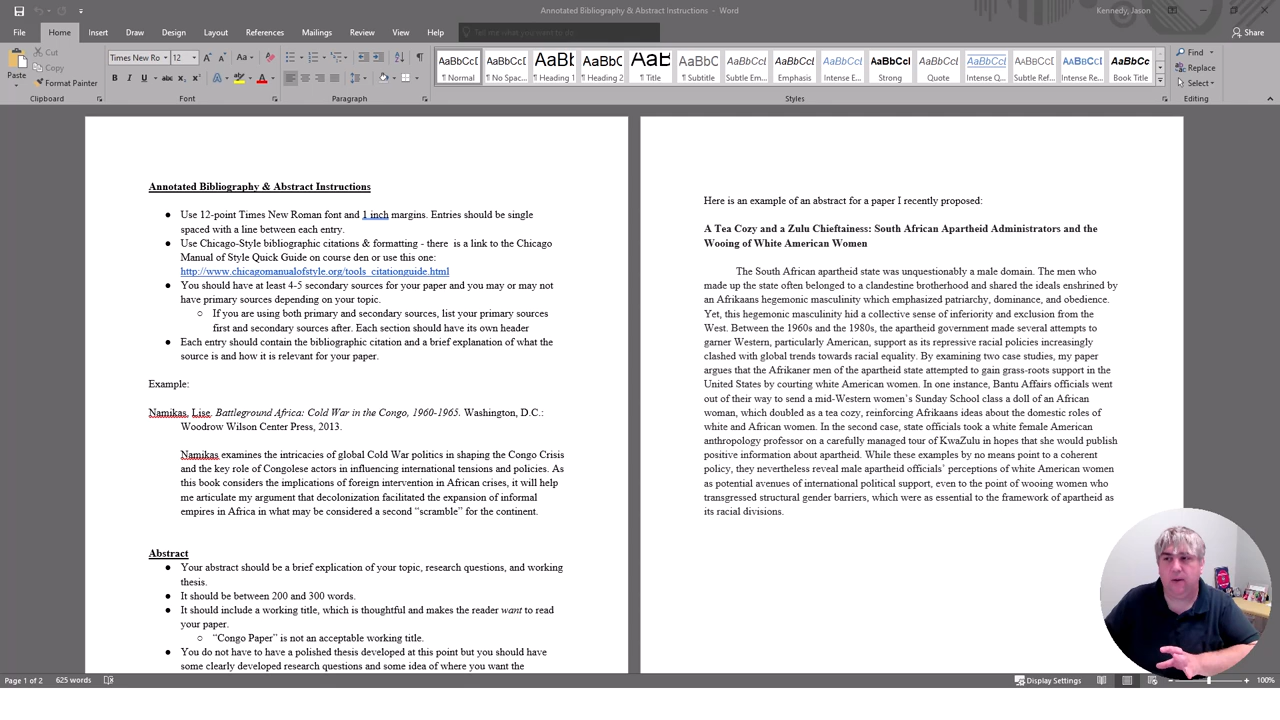 Annotated Bibliography & Abstract Instructions - Word
Kennedy, Jason
File Home Insert Draw Design Layout References Mailings Review View Help Tell me what you want to do Share
Paste
Cut
Copy
Format Painter
Clipboard
Times New Ro 12
Font
Paragraph
AaBbCcI AaBbCcI AaBbC AaBbCcl AaB AaBbCcI AaBbCcL AaBbCcL AaBbCcI AaBbCcI AaBbCcL AaBbCcI AaBbCcI AaBbCcI AaBbCcI
¶ Normal ¶ No Spac... ¶ Heading 1 ¶ Heading 2 ¶ Title ¶ Subtitle Subtle Em... Emphasis Intense E... Strong Quote Intense Q... Subtle Ref... Intense Re... Book Title
Styles
Find
Replace
Select
Editing
Annotated Bibliography & Abstract Instructions
● Use 12-point Times New Roman font and 1 inch margins. Entries should be single
spaced with a line between each entry.
● Use Chicago-Style bibliographic citations & formatting - there is a link to the Chicago
Manual of Style Quick Guide on course den or use this one:
http://www.chicagomanualofstyle.org/tools_citationguide.html
● You should have at least 4-5 secondary sources for your paper and you may or may not
have primary sources depending on your topic.
○ If you are using both primary and secondary sources, list your primary sources
first and secondary sources after. Each section should have its own header
● Each entry should contain the bibliographic citation and a brief explanation of what the
source is and how it is relevant for your paper.
Example:
Namikas, Lise. Battleground Africa: Cold War in the Congo, 1960-1965. Washington, D.C.:
Woodrow Wilson Center Press, 2013.
Namikas examines the intricacies of global Cold War politics in shaping the Congo Crisis
and the key role of Congolese actors in influencing international tensions and policies. As
this book considers the implications of foreign intervention in African crises, it will help
me articulate my argument that decolonization facilitated the expansion of informal
empires in Africa in what may be considered a second “scramble” for the continent.
Abstract
● Your abstract should be a brief explication of your topic, research questions, and working
thesis.
● It should be between 200 and 300 words.
● It should include a working title, which is thoughtful and makes the reader want to read
your paper.
○ “Congo Paper” is not an acceptable working title.
● You do not have to have a polished thesis developed at this point but you should have
some clearly developed research questions and some idea of where you want the
Here is an example of an abstract for a paper I recently proposed:
A Tea Cozy and a Zulu Chieftainess: South African Apartheid Administrators and the
Wooing of White American Women
The South African apartheid state was unquestionably a male domain. The men who
made up the state often belonged to a clandestine brotherhood and shared the ideals enshrined by
an Afrikaans hegemonic masculinity which emphasized patriarchy, dominance, and obedience.
Yet, this hegemonic masculinity hid a collective sense of inferiority and exclusion from the
West. Between the 1960s and the 1980s, the apartheid government made several attempts to
garner Western, particularly American, support as its repressive racial policies increasingly
clashed with global trends towards racial equality. By examining two case studies, my paper
argues that the Afrikaner men of the apartheid state attempted to gain grass-roots support in the
United States by courting white American women. In one instance, Bantu Affairs officials went
out of their way to send a mid-Western women’s Sunday School class a doll of an African
woman, which doubled as a tea cozy, reinforcing Afrikaans ideas about the domestic roles of
white and African women. In the second case, state officials took a white female American
anthropology professor on a carefully managed tour of KwaZulu in hopes that she would publish
positive information about apartheid. While these examples by no means point to a coherent
policy, they nevertheless reveal male apartheid officials’ perceptions of white American women
as potential avenues of international political support, even to the point of wooing women who
transgressed structural gender barriers, which were as essential to the framework of apartheid as
its racial divisions.
Page 1 of 2 625 words Display Settings 100%